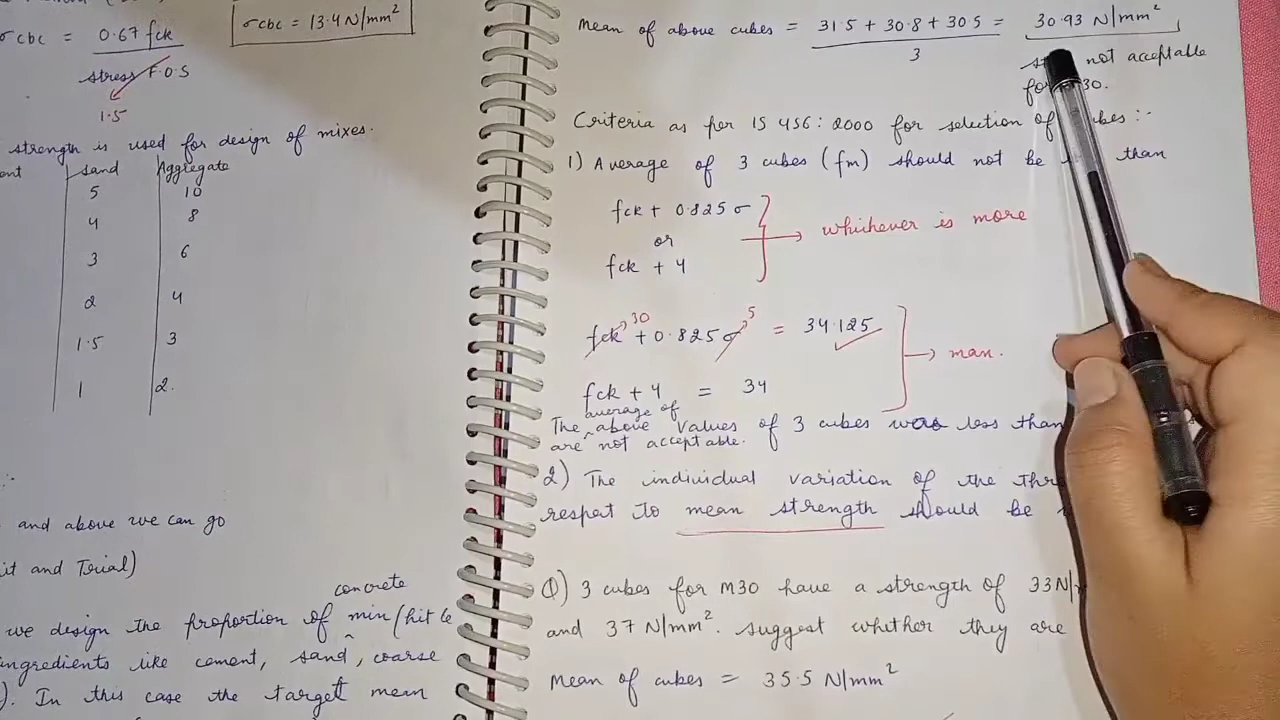 σcbc = 0.67 fck
stress F.O.S
1.5
σcbc = 13.4 N/mm²
strength is used for design of mixes.
sand Aggregate
5 10
4 8
3 6
2 4
1.5 3
1 2.
and above we can go
it and Trial)
concrete
we design the proportion of min (hit &
ingredients like cement, sand, coarse
). In this case the target mean
Mean of above cubes = 31.5 + 30.8 + 30.5 = 30.93 N/mm²
3
not acceptable
30.
Criteria as per IS 456 : 2000 for selection of :-
1) Average of 3 cubes (fm) should not be than
fck + 0.825 σ
or
fck + 4
whichever is more
fck 30 + 0.825 σ 5 = 34.125
fck + 4 = 34
man.
average of
The above values of 3 cubes was less than
are not acceptable.
2) The individual variation of the
respat to mean strength should be
Q) 3 cubes for M30 have a strength of 33
and 37 N/mm². suggest whether they are
Mean of cubes = 35.5 N/mm²